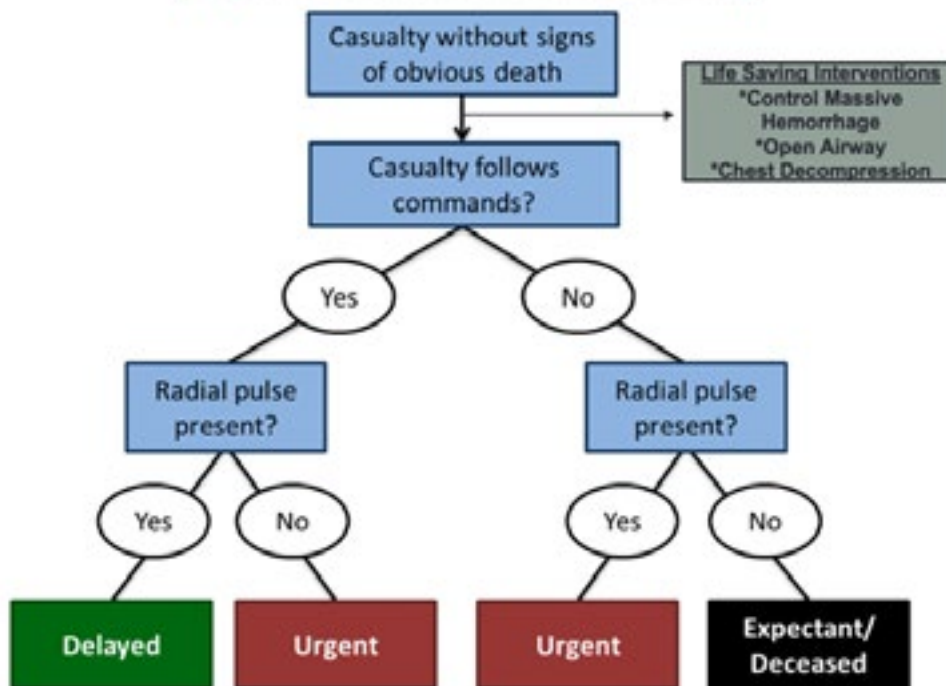 Casualty without signs
of obvious death
Life Saving Interventions
*Control Massive
Hemorrhage
*Open Airway
*Chest Decompression
Casualty follows
commands?
Yes
No
Radial pulse
present?
Radial pulse
present?
Yes
No
Yes
No
Delayed
Urgent
Urgent
Expectant/
Deceased